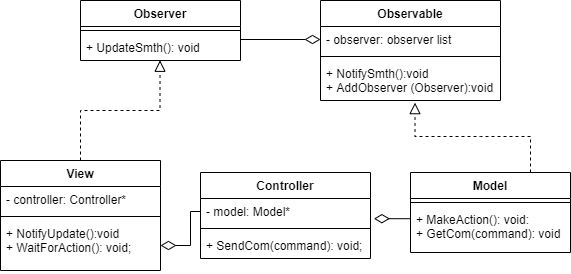 Observer
+ UpdateSmth(): void
Observable
- observer: observer list
+ NotifySmth():void
+ AddObserver (Observer):void
View
- controller: Controller*
+ NotifyUpdate():void
+ WaitForAction(): void;
Controller
- model: Model*
+ SendCom(command): void;
Model
+ MakeAction(): void:
+ GetCom(command): void